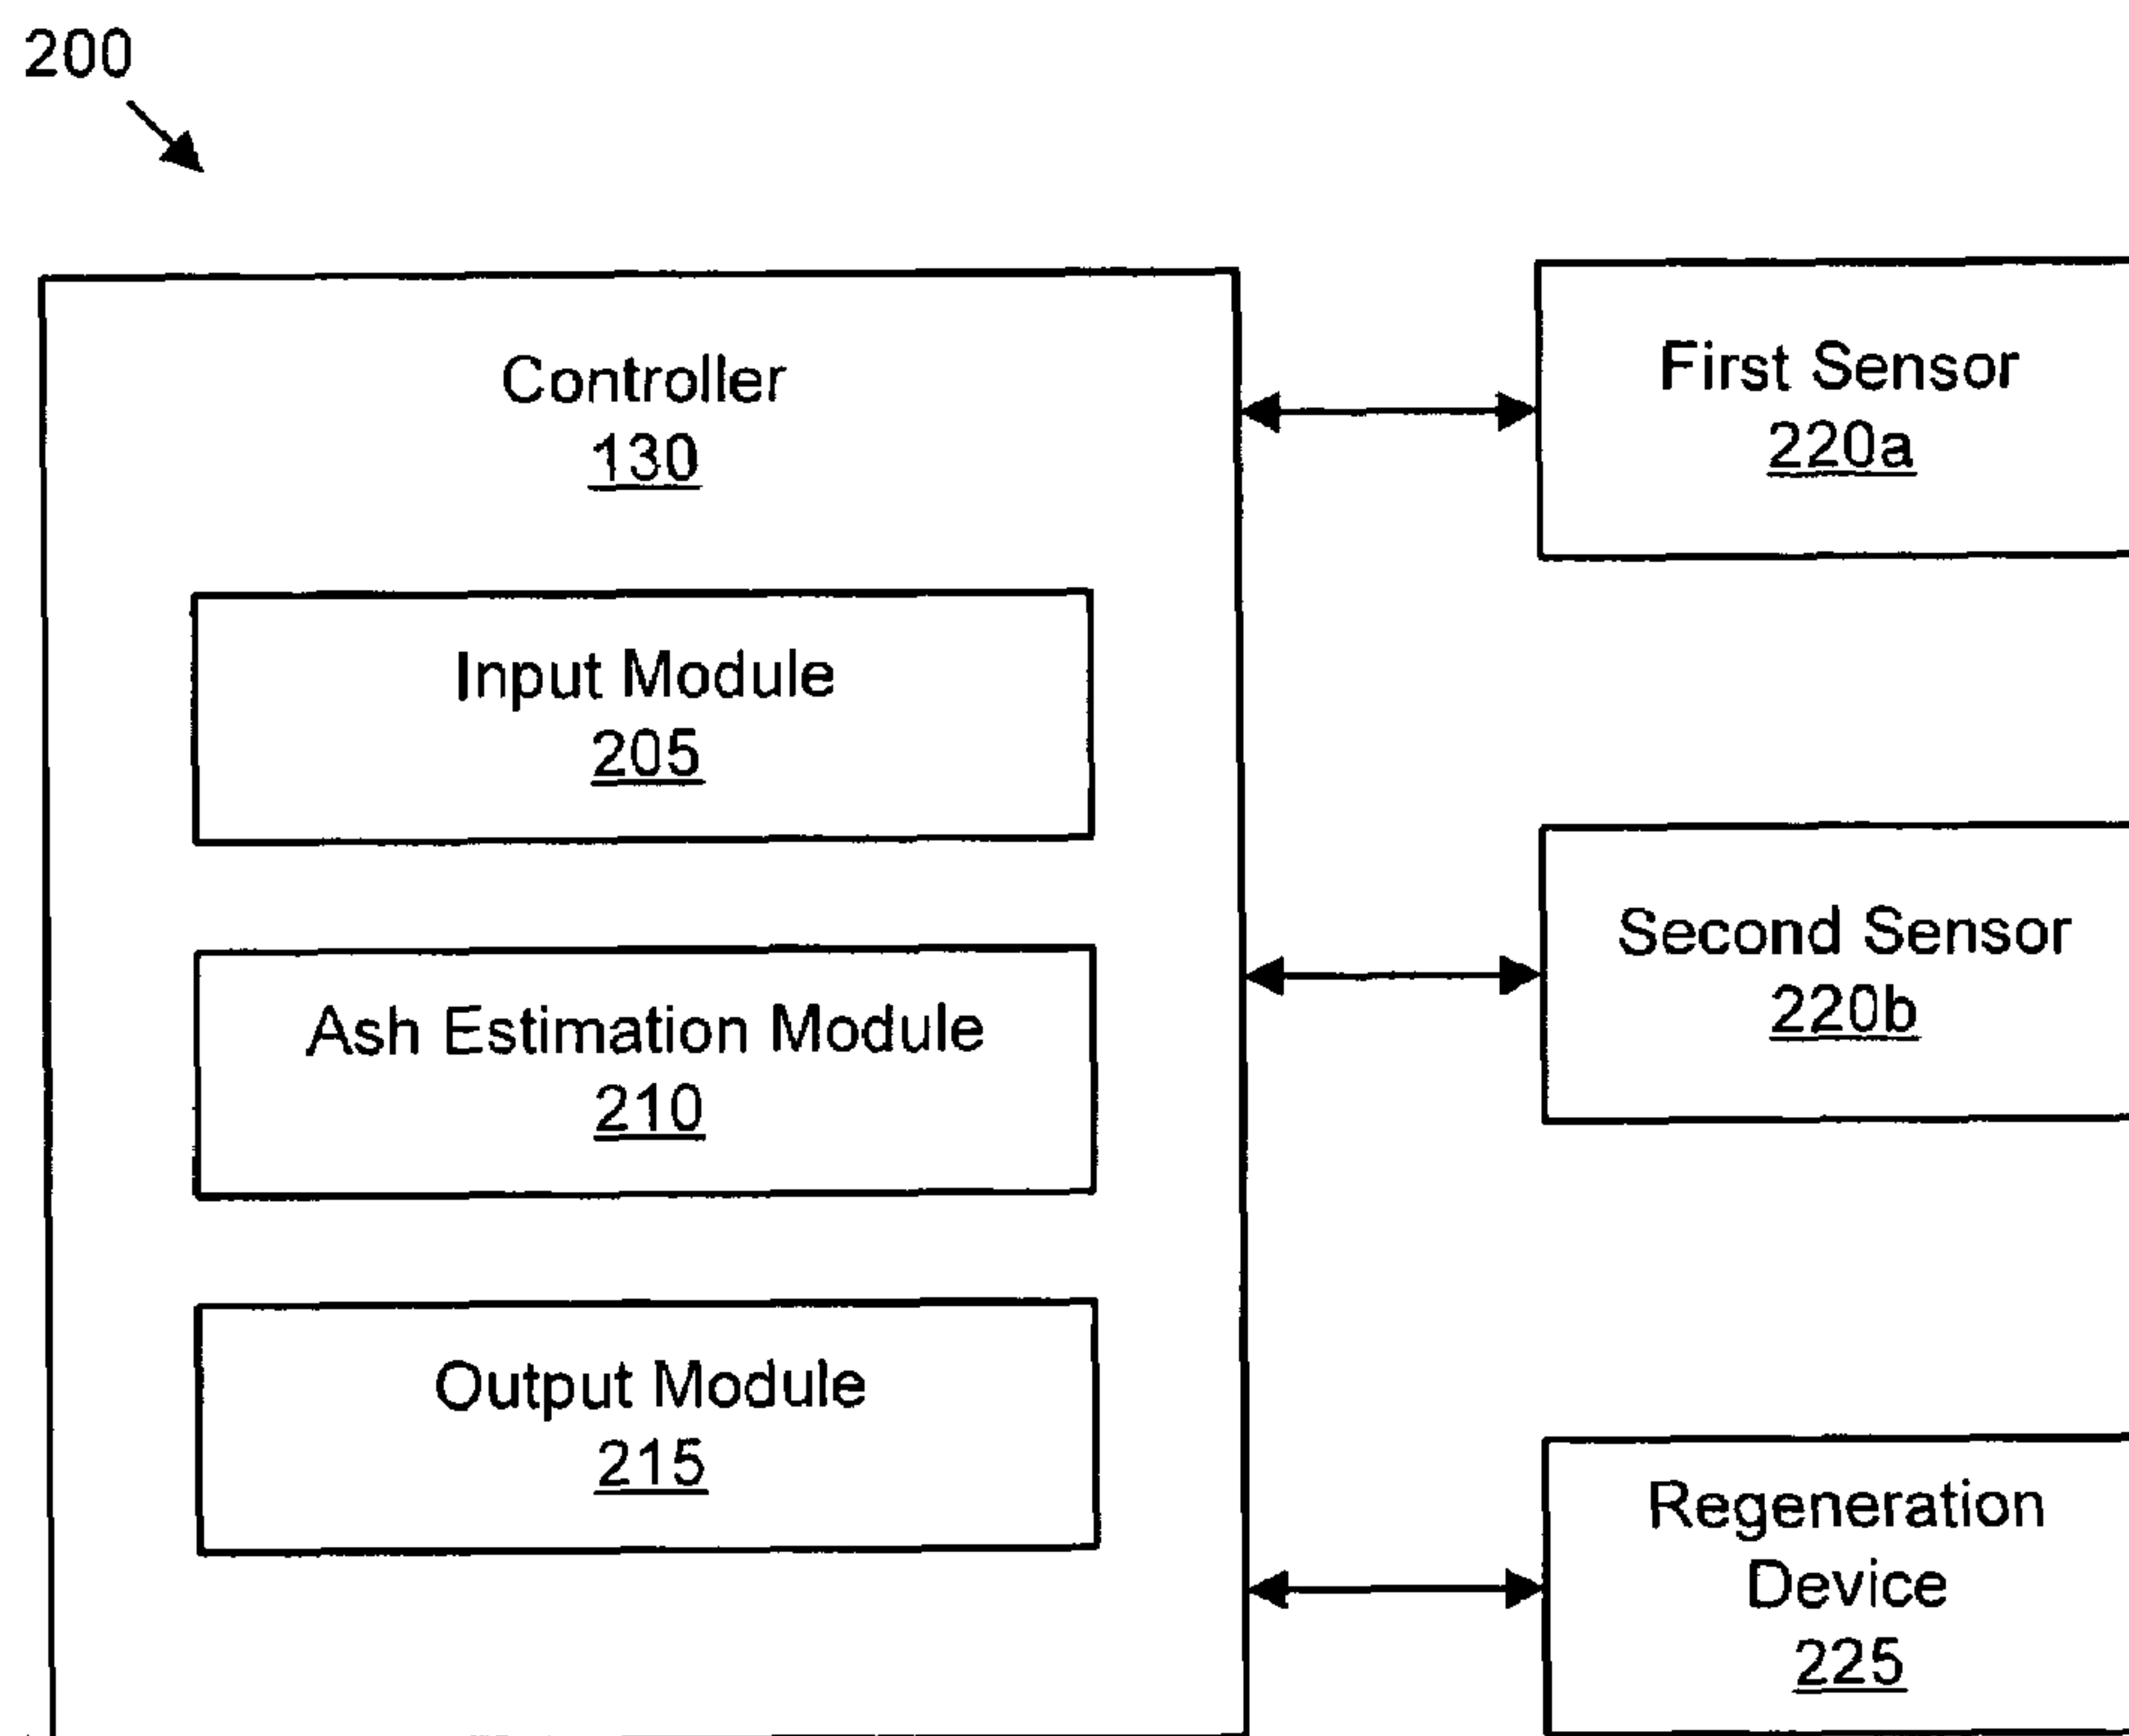 200
Controller
130
Input Module
205
Ash Estimation Module
210
Output Module
215
First Sensor
220a
Second Sensor
220b
Regeneration
Device
225